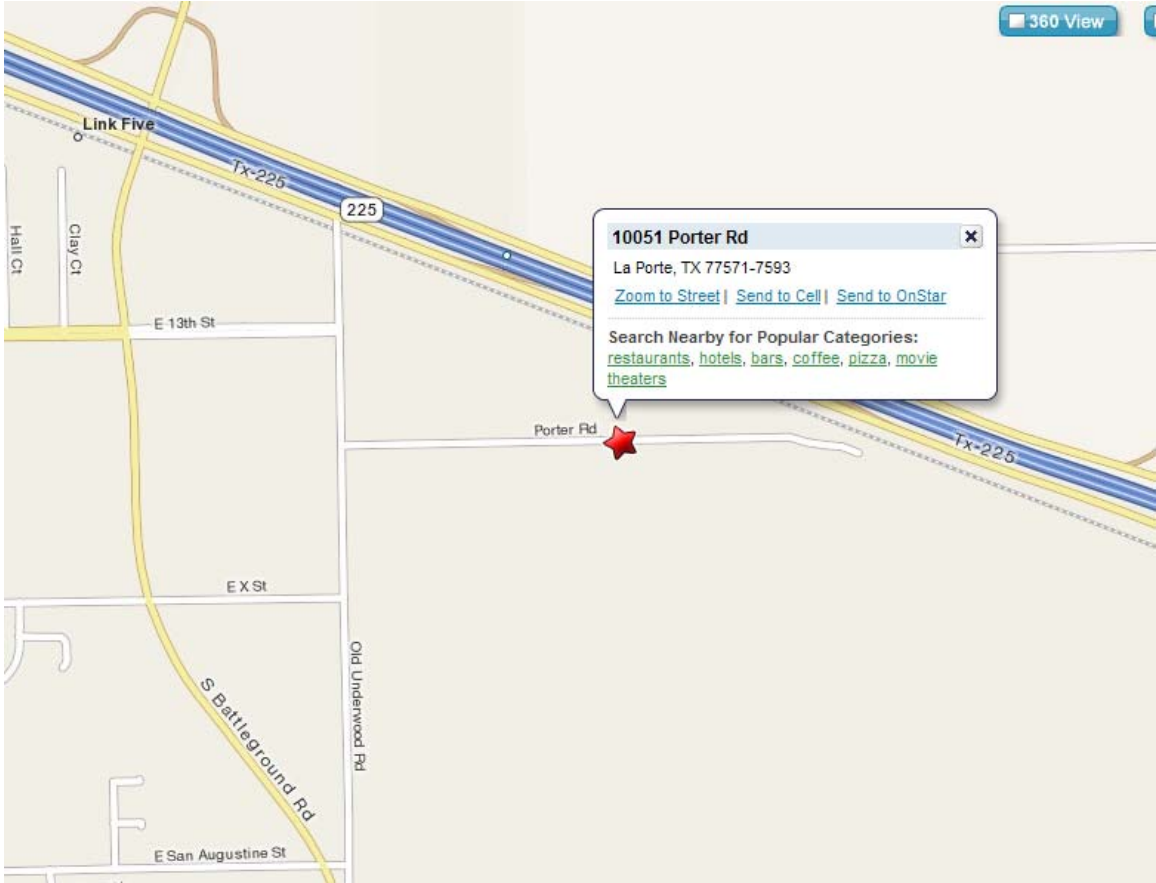 360 View
Link Five
Tx-225
225
Hall Ct
Clay Ct
10051 Porter Rd
La Porte, TX 77571-7593
Zoom to Street | Send to Cell | Send to OnStar
Search Nearby for Popular Categories:
restaurants, hotels, bars, coffee, pizza, movie
theaters
E 13th St
Porter Rd
Tx-225
E X St
Old Underwood Rd
S Battleground Rd
E San Augustine St